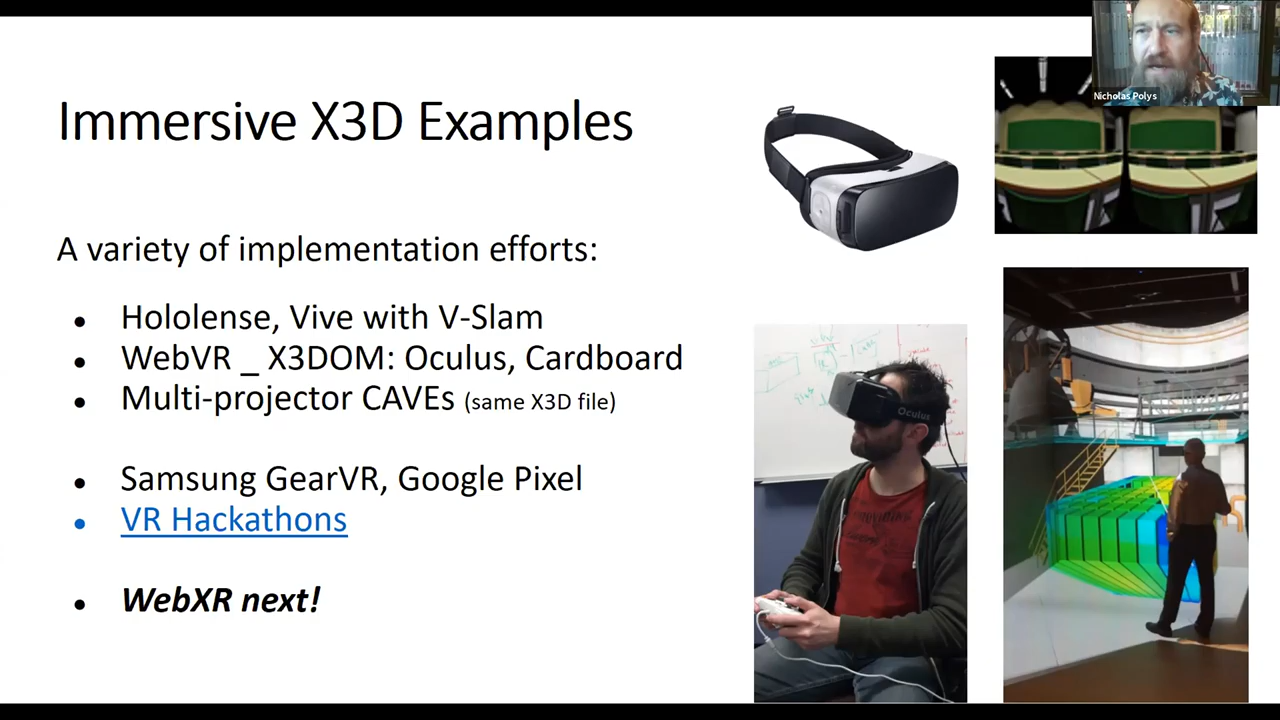 Nicholas Polys
Immersive X3D Examples
A variety of implementation efforts:
● Hololense, Vive with V-Slam
● WebVR _ X3DOM: Oculus, Cardboard
● Multi-projector CAVEs (same X3D file)
● Samsung GearVR, Google Pixel
● VR Hackathons
● WebXR next!
Oculus